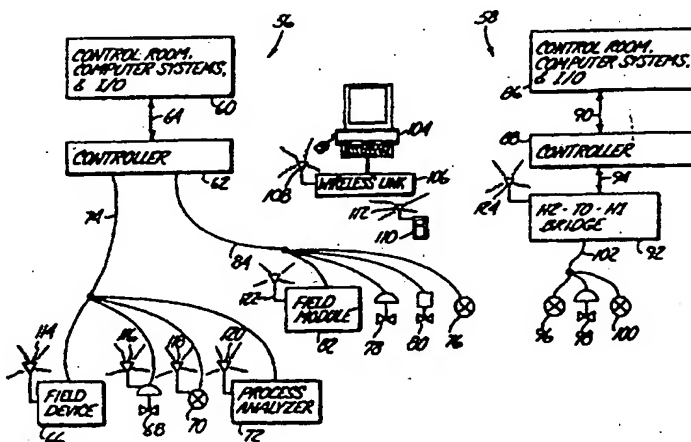 56
58
CONTROL ROOM,
COMPUTER SYSTEMS,
& I/O
60
64
CONTROLLER
62
74
84
104
108
WIRELESS LINK
106
112
110
CONTROL ROOM,
COMPUTER SYSTEMS,
& I/O
86
90
CONTROLLER
88
94
124
H2-TO-H1
BRIDGE
92
102
96
98
100
122
FIELD
MODULE
82
78
80
76
114
FIELD
DEVICE
66
116
68
118
70
120
PROCESS
ANALYZER
72